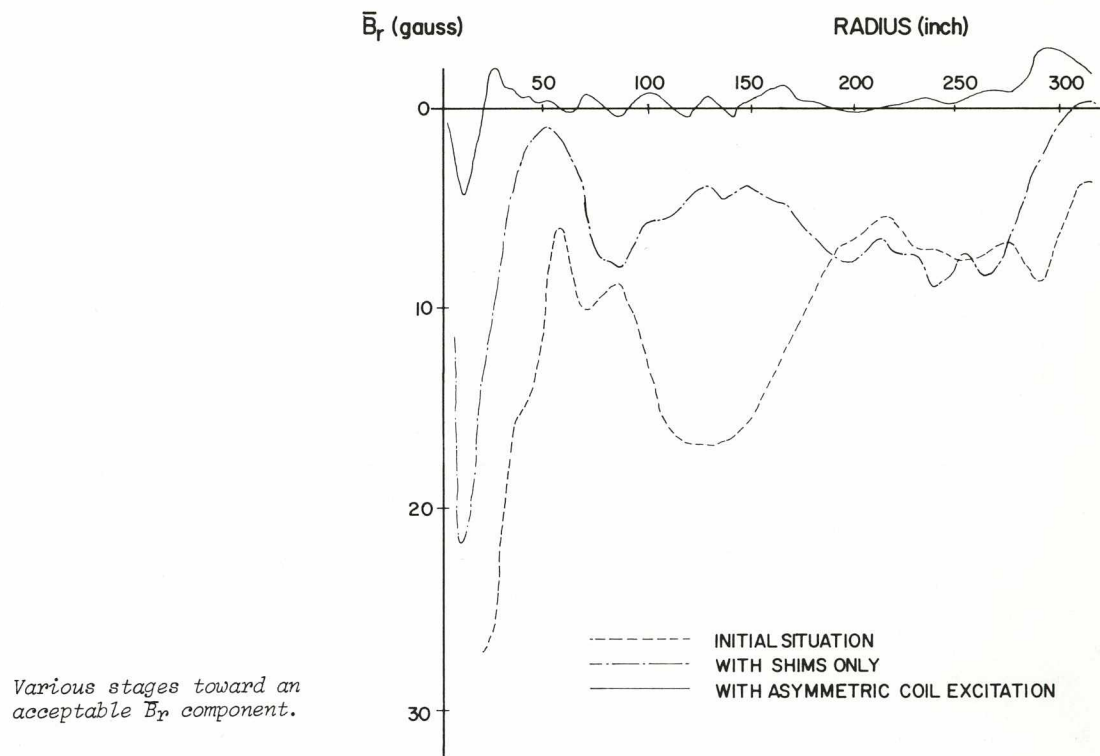 B̅r (gauss)
RADIUS (inch)
50 100 150 200 250 300
0
10
20
30
INITIAL SITUATION
WITH SHIMS ONLY
WITH ASYMMETRIC COIL EXCITATION
Various stages toward an
acceptable B̅r component.